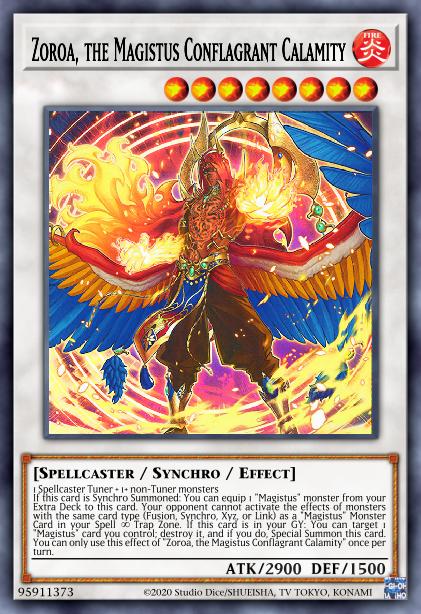 Zoroa, the Magistus Conflagrant Calamity
FIRE
炎
[Spellcaster / Synchro / Effect]
1 Spellcaster Tuner + 1+ non-Tuner monsters
If this card is Synchro Summoned: You can equip 1 "Magistus" monster from your
Extra Deck to this card. Your opponent cannot activate the effects of monsters
with the same card type (Fusion, Synchro, Xyz, or Link) as a "Magistus" Monster
Card in your Spell ∞ Trap Zone. If this card is in your GY: You can target 1
"Magistus" card you control; destroy it, and if you do, Special Summon this card.
You can only use this effect of "Zoroa, the Magistus Conflagrant Calamity" once per
turn.
ATK/2900 DEF/1500
95911373
©2020 Studio Dice/SHUEISHA, TV TOKYO, KONAMI